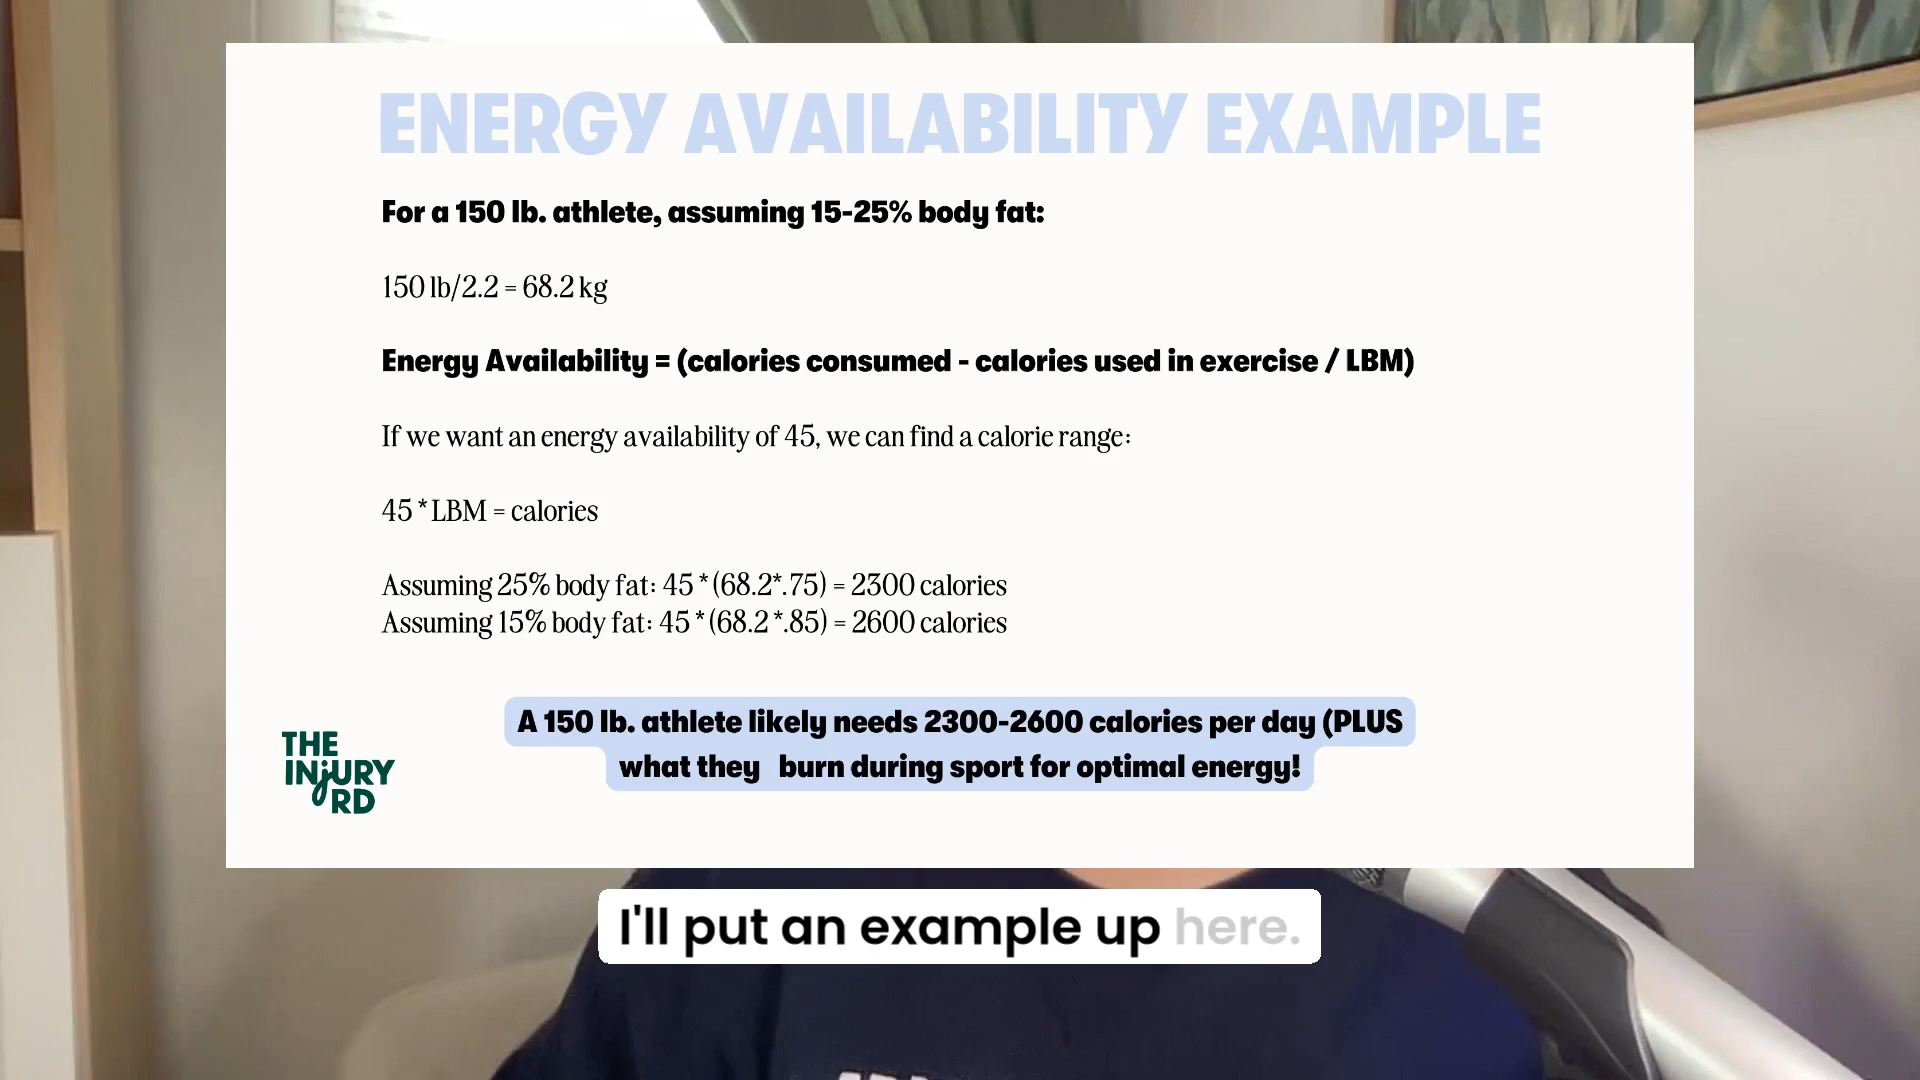 ENERGY AVAILABILITY EXAMPLE
For a 150 lb. athlete, assuming 15-25% body fat:
150 lb/2.2 = 68.2 kg
Energy Availability = (calories consumed - calories used in exercise / LBM)
If we want an energy availability of 45, we can find a calorie range:
45 * LBM = calories
Assuming 25% body fat: 45 * (68.2*.75) = 2300 calories
Assuming 15% body fat: 45 * (68.2 *.85) = 2600 calories
A 150 lb. athlete likely needs 2300-2600 calories per day (PLUS
what they burn during sport for optimal energy!
THE
INJURY
RD
I'll put an example up here.